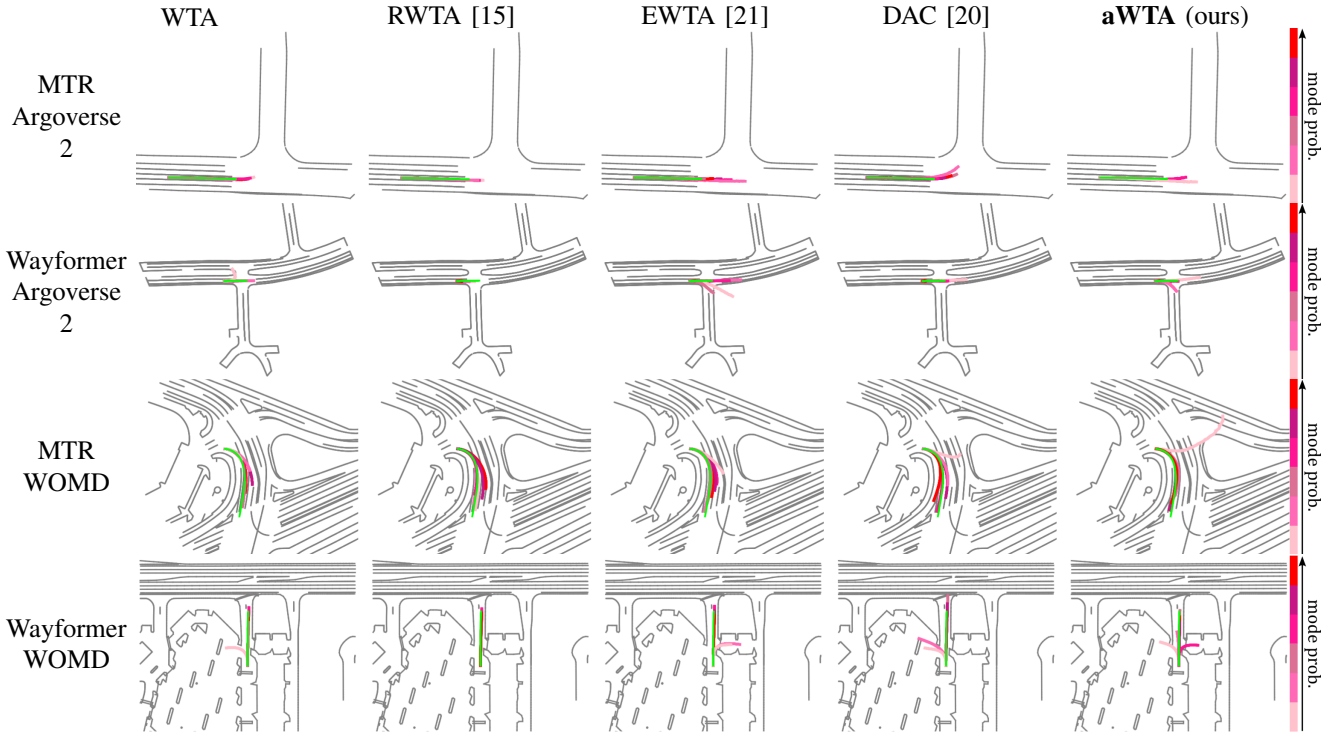 WTA
RWTA [15]
EWTA [21]
DAC [20]
aWTA (ours)
MTR
Argoverse
2
mode prob.
Wayformer
Argoverse
2
mode prob.
MTR
WOMD
mode prob.
Wayformer
WOMD
mode prob.